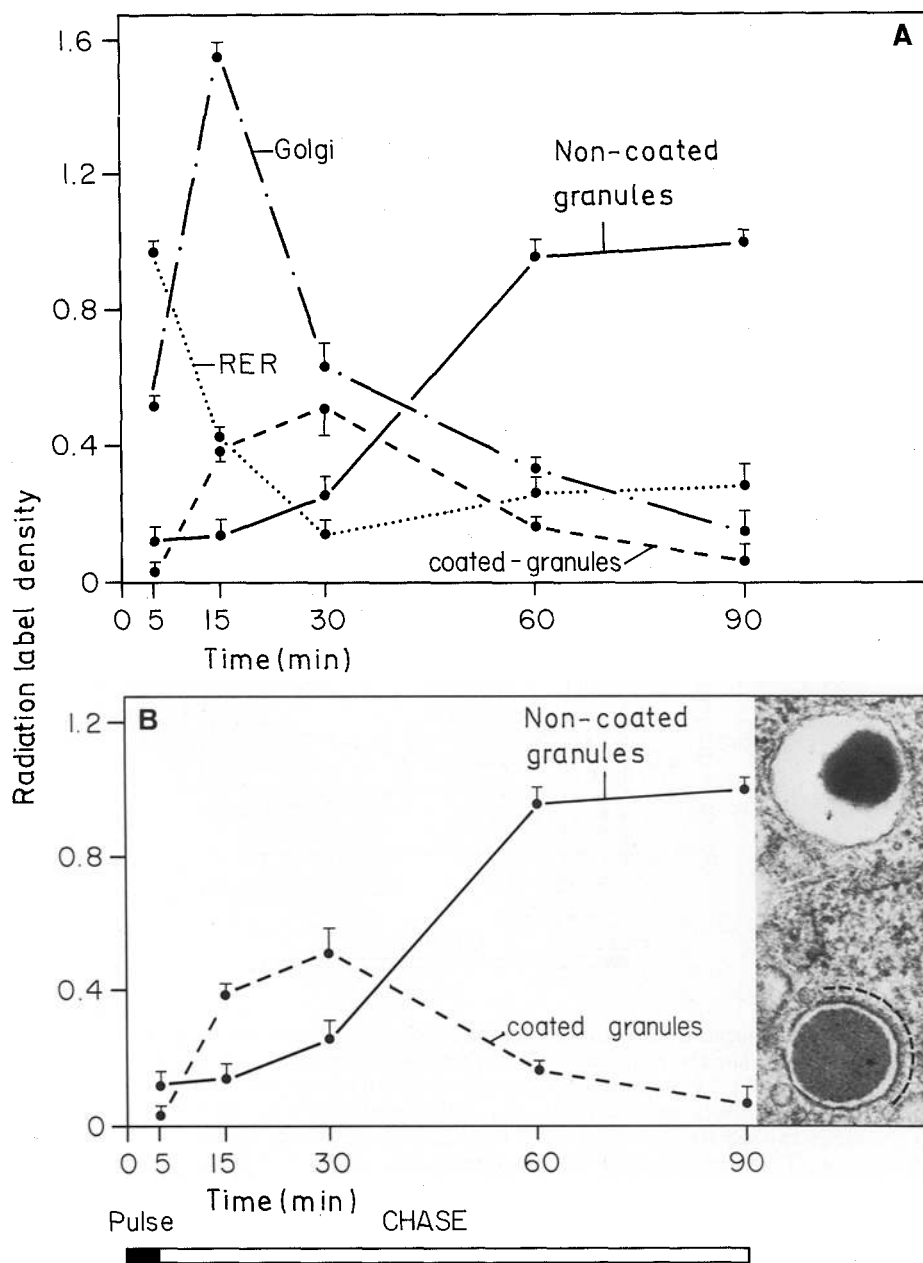 A
1.6
1.2
0.8
0.4
0
Golgi
Non-coated
granules
RER
coated-granules
0 5 15 30 60 90
Time (min)
Radiation label density
B
1.2
0.8
0.4
0
Non-coated
granules
coated granules
0 5 15 30 60 90
Time (min)
Pulse CHASE